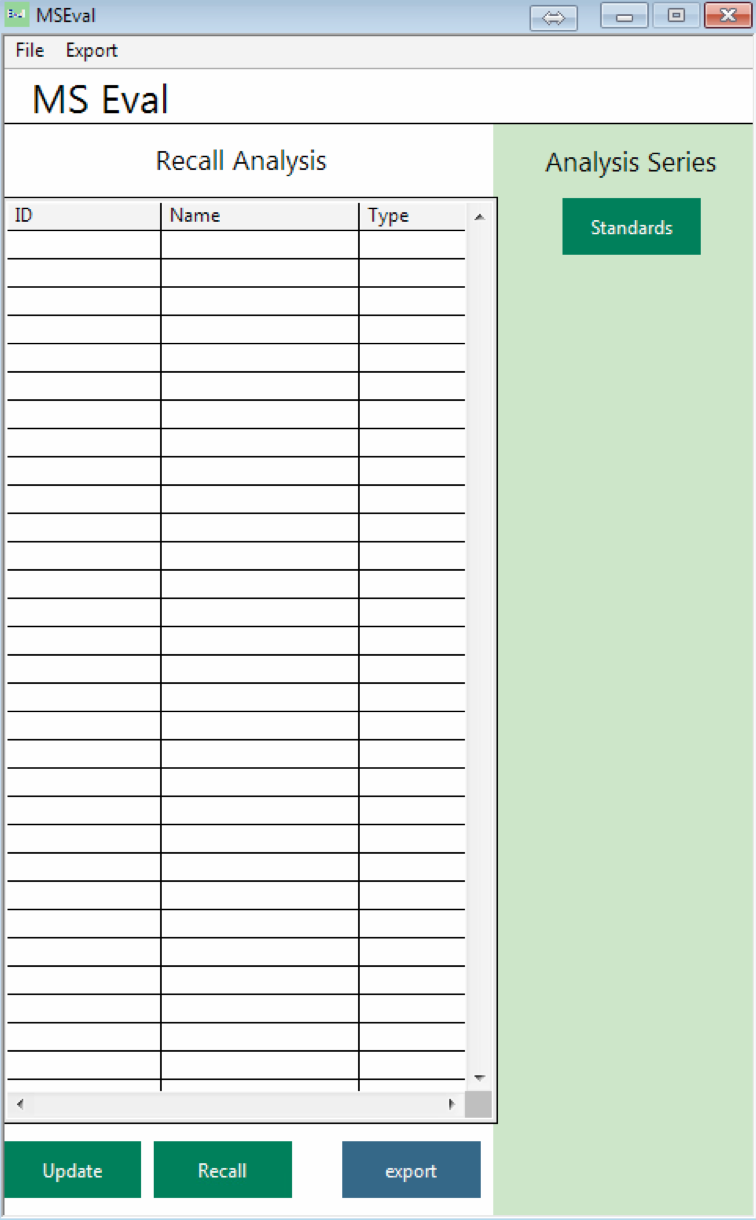 MSEval
File Export
MS Eval
Recall Analysis
Analysis Series
ID Name Type
Standards
Update Recall export